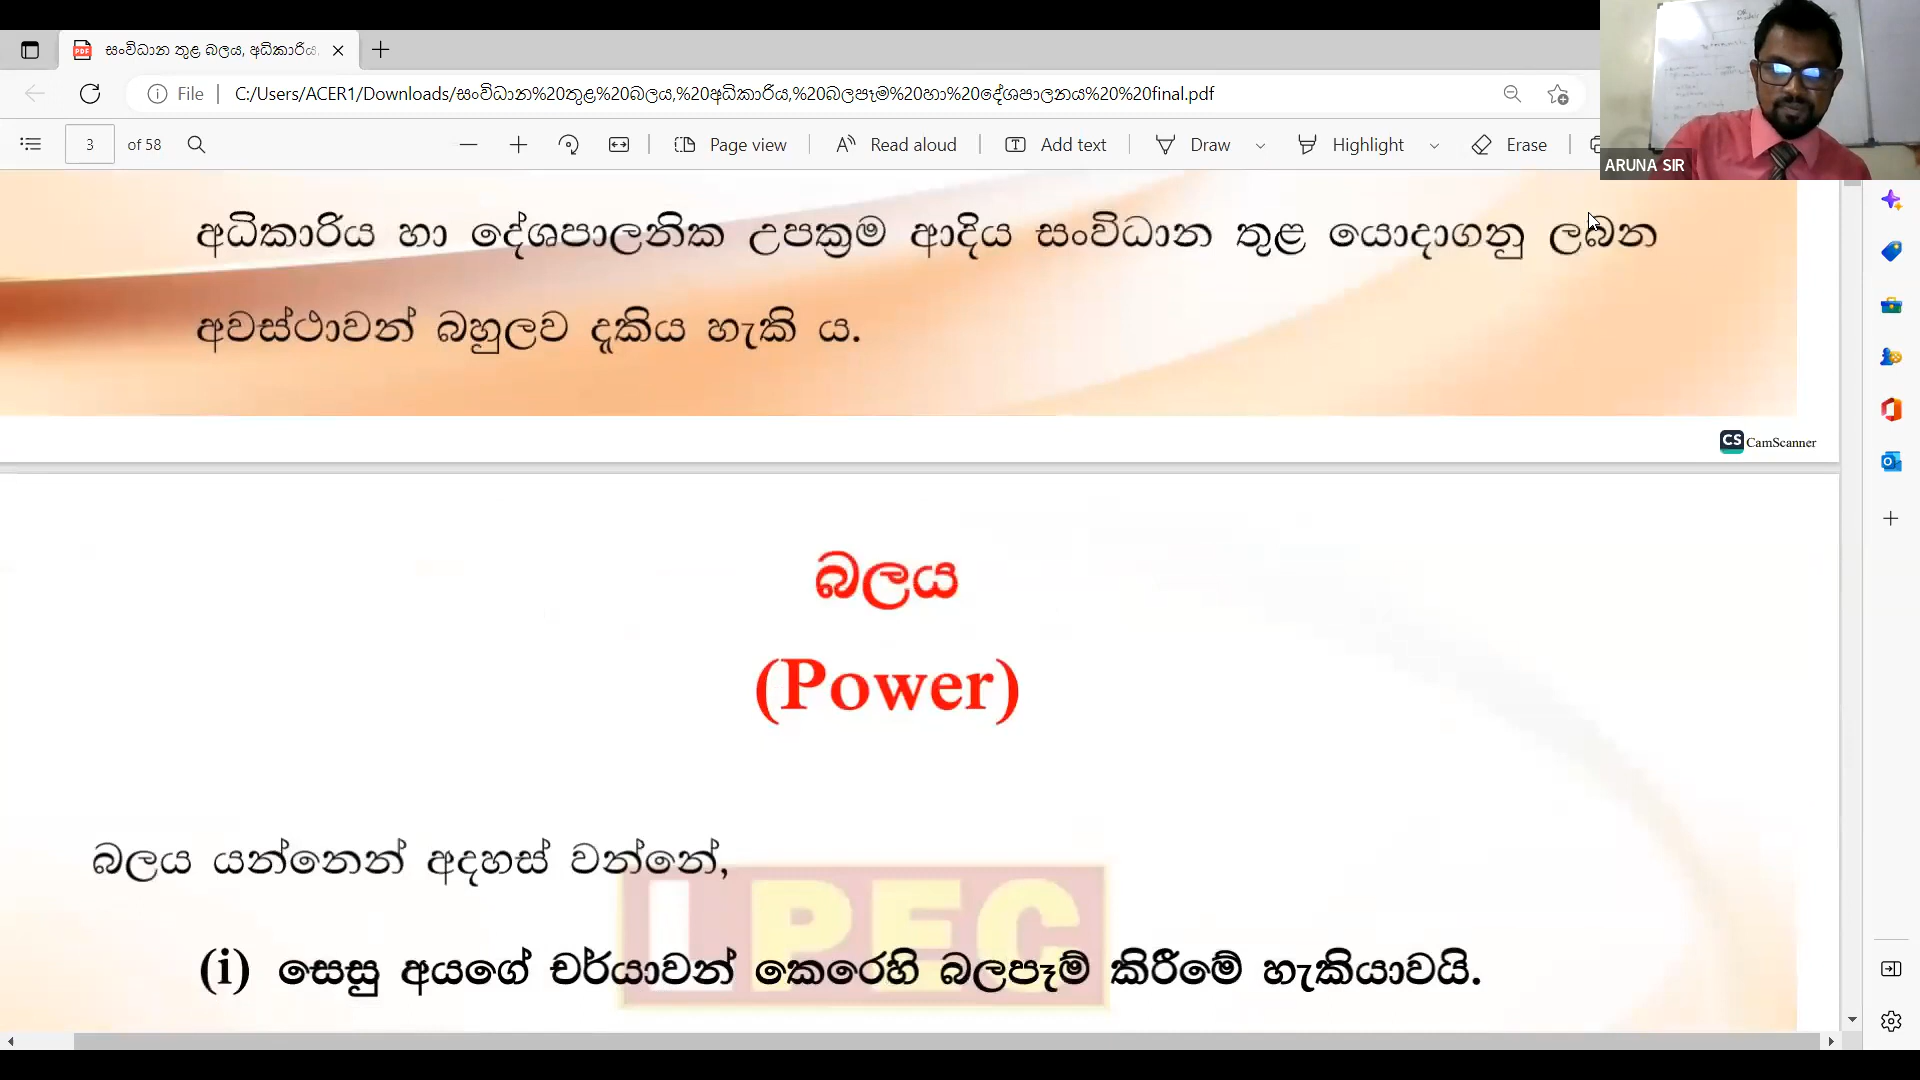 සංවිධාන තුළ බලය, අධිකාරිය
File
C:/Users/ACER1/Downloads/සංවිධාන%20තුළ%20බලය,%20අධිකාරිය,%20බලපෑම්%20හා%20දේශපාලනය%20%20final.pdf
3 of 58
Page view
Read aloud
Add text
Draw
Highlight
Erase
ARUNA SIR
අධිකාරිය හා දේශපාලනික උපක්‍රම ආදිය සංවිධාන තුළ යොදාගනු ලබන
අවස්ථාවන් බහුලව දැකිය හැකි ය.
CS CamScanner
බලය
(Power)
බලය යන්නෙන් අදහස් වන්නේ,
I PEC
(i) සෙසු අයගේ චර්යාවන් කෙරෙහි බලපෑම් කිරීමේ හැකියාවයි.